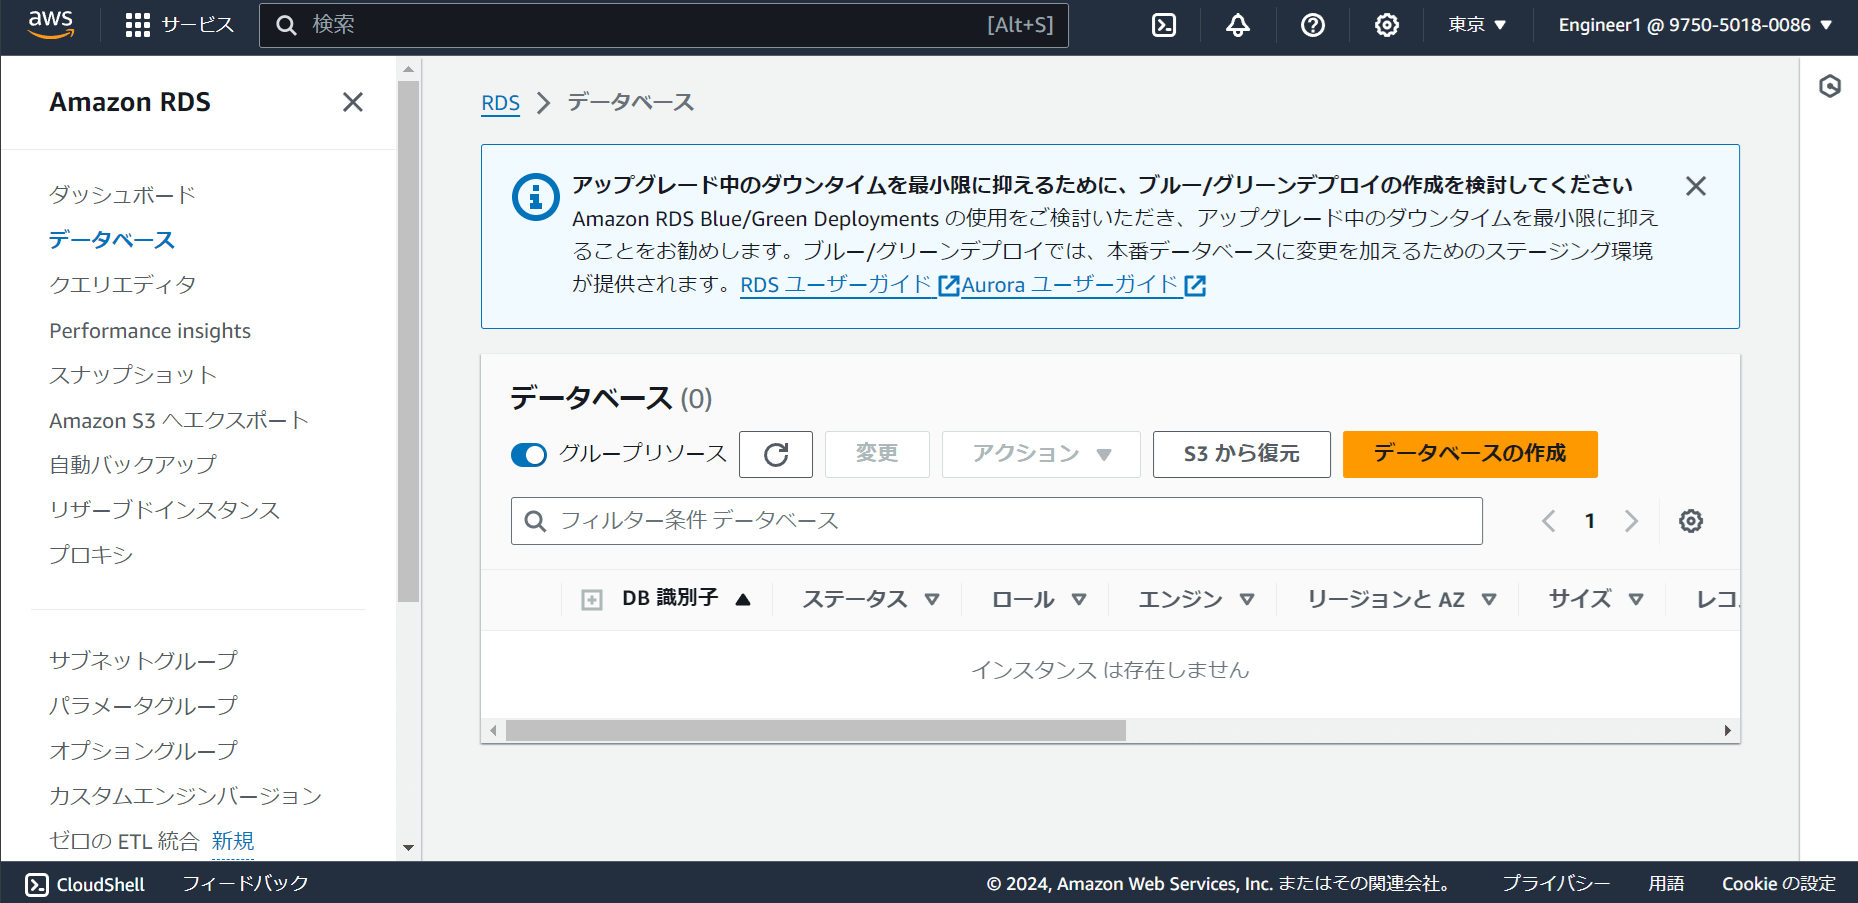 aws
サービス
検索
[Alt+S]
東京
Engineer1 @ 9750-5018-0086
Amazon RDS
ダッシュボード
データベース
クエリエディタ
Performance insights
スナップショット
Amazon S3 へエクスポート
自動バックアップ
リザーブドインスタンス
プロキシ
サブネットグループ
パラメータグループ
オプショングループ
カスタムエンジンバージョン
ゼロの ETL 統合 新規
RDS > データベース
アップグレード中のダウンタイムを最小限に抑えるために、ブルー/グリーンデプロイの作成を検討してください
Amazon RDS Blue/Green Deployments の使用をご検討いただき、アップグレード中のダウンタイムを最小限に抑え
ることをお勧めします。ブルー/グリーンデプロイでは、本番データベースに変更を加えるためのステージング環境
が提供されます。RDS ユーザーガイド Aurora ユーザーガイド
データベース (0)
グループリソース
変更
アクション
S3 から復元
データベースの作成
フィルター条件 データベース
1
DB 識別子
ステータス
ロール
エンジン
リージョンと AZ
サイズ
レコ
インスタンス は存在しません
CloudShell
フィードバック
© 2024, Amazon Web Services, Inc. またはその関連会社。
プライバシー
用語
Cookie の設定